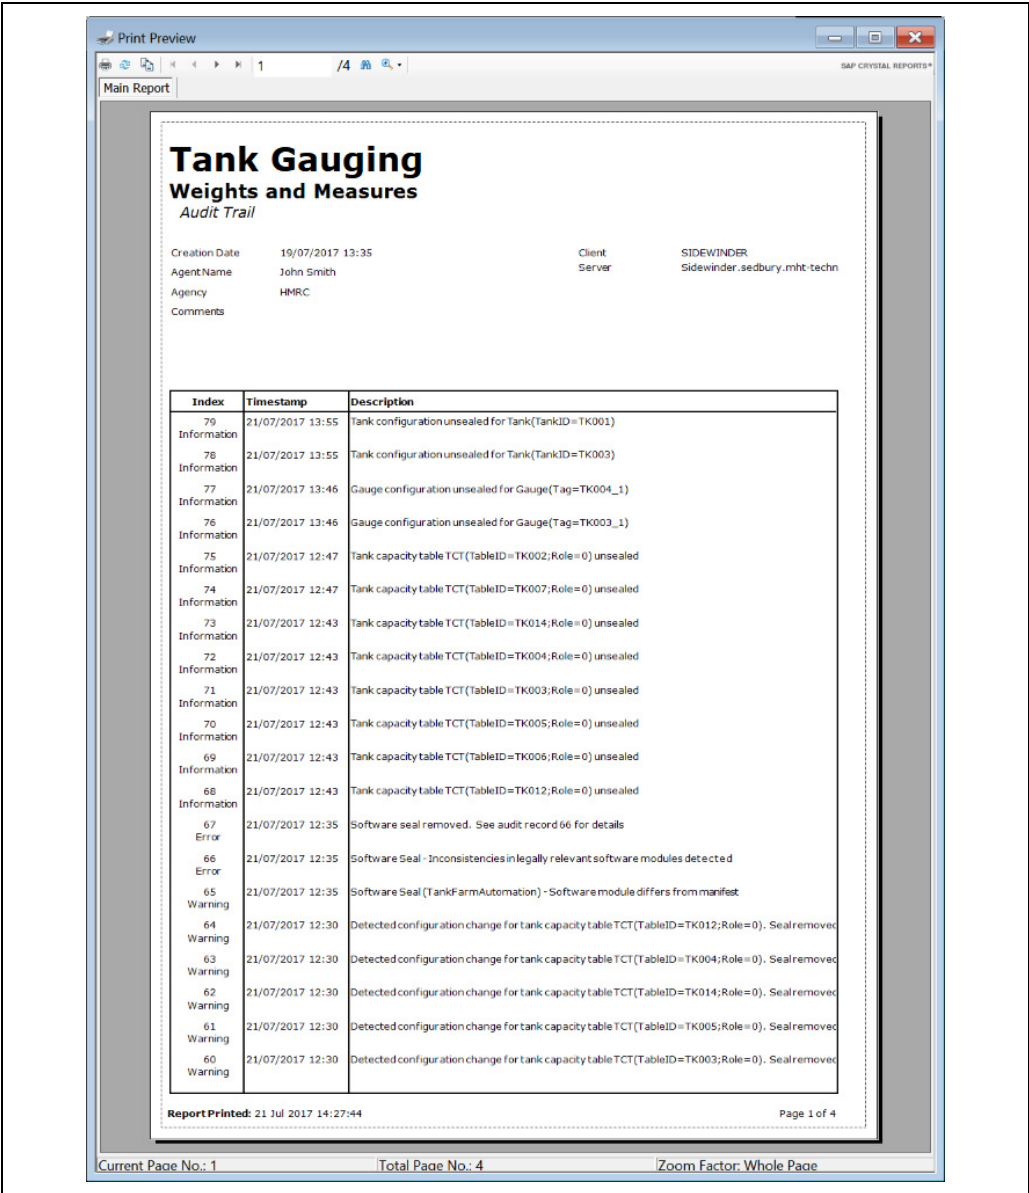 Print Preview
1 /4 SAP CRYSTAL REPORTS®
Main Report
Tank Gauging
Weights and Measures
Audit Trail
Creation Date 19/07/2017 13:35 Client SIDEWINDER
Agent Name John Smith Server Sidewinder.sedbury.mht-techn
Agency HMRC
Comments
Index Timestamp Description
79 21/07/2017 13:55 Tank configuration unsealed for Tank(TankID=TK001)
Information
78 21/07/2017 13:55 Tank configuration unsealed for Tank(TankID=TK003)
Information
77 21/07/2017 13:46 Gauge configuration unsealed for Gauge(Tag=TK004_1)
Information
76 21/07/2017 13:46 Gauge configuration unsealed for Gauge(Tag=TK003_1)
Information
75 21/07/2017 12:47 Tank capacity table TCT(TableID=TK002;Role=0) unsealed
Information
74 21/07/2017 12:47 Tank capacity table TCT(TableID=TK007;Role=0) unsealed
Information
73 21/07/2017 12:43 Tank capacity table TCT(TableID=TK014;Role=0) unsealed
Information
72 21/07/2017 12:43 Tank capacity table TCT(TableID=TK004;Role=0) unsealed
Information
71 21/07/2017 12:43 Tank capacity table TCT(TableID=TK003;Role=0) unsealed
Information
70 21/07/2017 12:43 Tank capacity table TCT(TableID=TK005;Role=0) unsealed
Information
69 21/07/2017 12:43 Tank capacity table TCT(TableID=TK006;Role=0) unsealed
Information
68 21/07/2017 12:43 Tank capacity table TCT(TableID=TK012;Role=0) unsealed
Information
67 21/07/2017 12:35 Software seal removed. See audit record 66 for details
Error
66 21/07/2017 12:35 Software Seal - Inconsistencies in legally relevant software modules detected
Error
65 21/07/2017 12:35 Software Seal (TankFarmAutomation) - Software module differs from manifest
Warning
64 21/07/2017 12:30 Detected configuration change for tank capacity table TCT(TableID=TK012;Role=0). Seal removed
Warning
63 21/07/2017 12:30 Detected configuration change for tank capacity table TCT(TableID=TK004;Role=0). Seal removed
Warning
62 21/07/2017 12:30 Detected configuration change for tank capacity table TCT(TableID=TK014;Role=0). Seal removed
Warning
61 21/07/2017 12:30 Detected configuration change for tank capacity table TCT(TableID=TK005;Role=0). Seal removed
Warning
60 21/07/2017 12:30 Detected configuration change for tank capacity table TCT(TableID=TK003;Role=0). Seal removed
Warning
Report Printed: 21 Jul 2017 14:27:44 Page 1 of 4
Current Page No.: 1 Total Page No.: 4 Zoom Factor: Whole Page